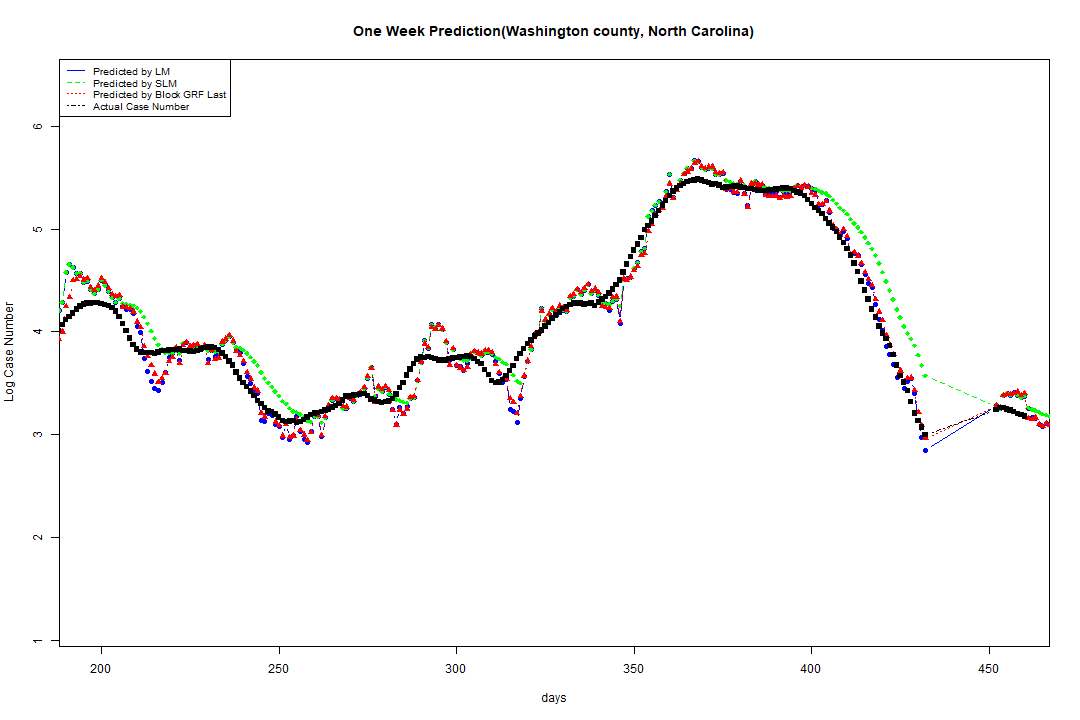 One Week Prediction(Washington county, North Carolina)
Predicted by LM
Predicted by SLM
Predicted by Block GRF Last
Actual Case Number
6
5
4
3
2
1
Log Case Number
200 250 300 350 400 450
days